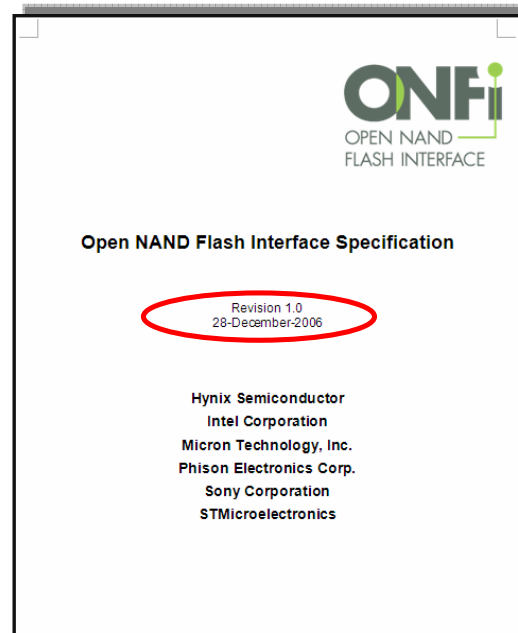 ONFi
OPEN NAND
FLASH INTERFACE
Open NAND Flash Interface Specification
Revision 1.0
28-December-2006
Hynix Semiconductor
Intel Corporation
Micron Technology, Inc.
Phison Electronics Corp.
Sony Corporation
STMicroelectronics